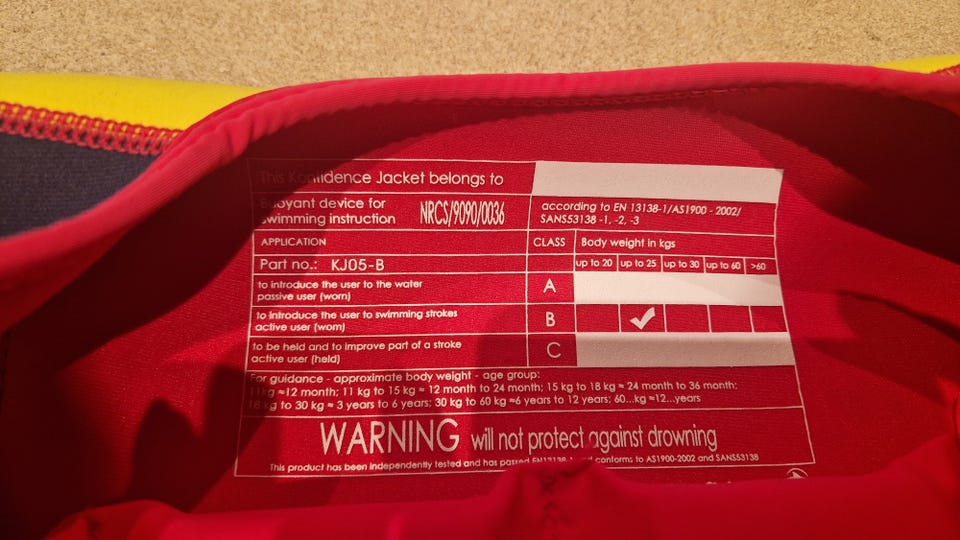 This Konfidence Jacket belongs to
Buoyant device for
swimming instruction NRCS/9090/0036
according to EN 13138-1/AS1900 - 2002/
SANS53138 -1, -2, -3
APPLICATION CLASS Body weight in kgs
Part no.: KJ05-B up to 20 up to 25 up to 30 up to 60 >60
to introduce the user to the water
passive user (worn) A
to introduce the user to swimming strokes
active user (worn) B ✓
to be held and to improve part of a stroke
active user (held) C
For guidance - approximate body weight - age group:
11kg ≈12 month; 11 kg to 15 kg ≈ 12 month to 24 month; 15 kg to 18 kg ≈ 24 month to 36 month;
18 kg to 30 kg ≈ 3 years to 6 years; 30 kg to 60 kg ≈6 years to 12 years; 60...kg ≈12...years
WARNING will not protect against drowning
This product has been independently tested and has passed EN13138-1 and conforms to AS1900-2002 and SANS53138